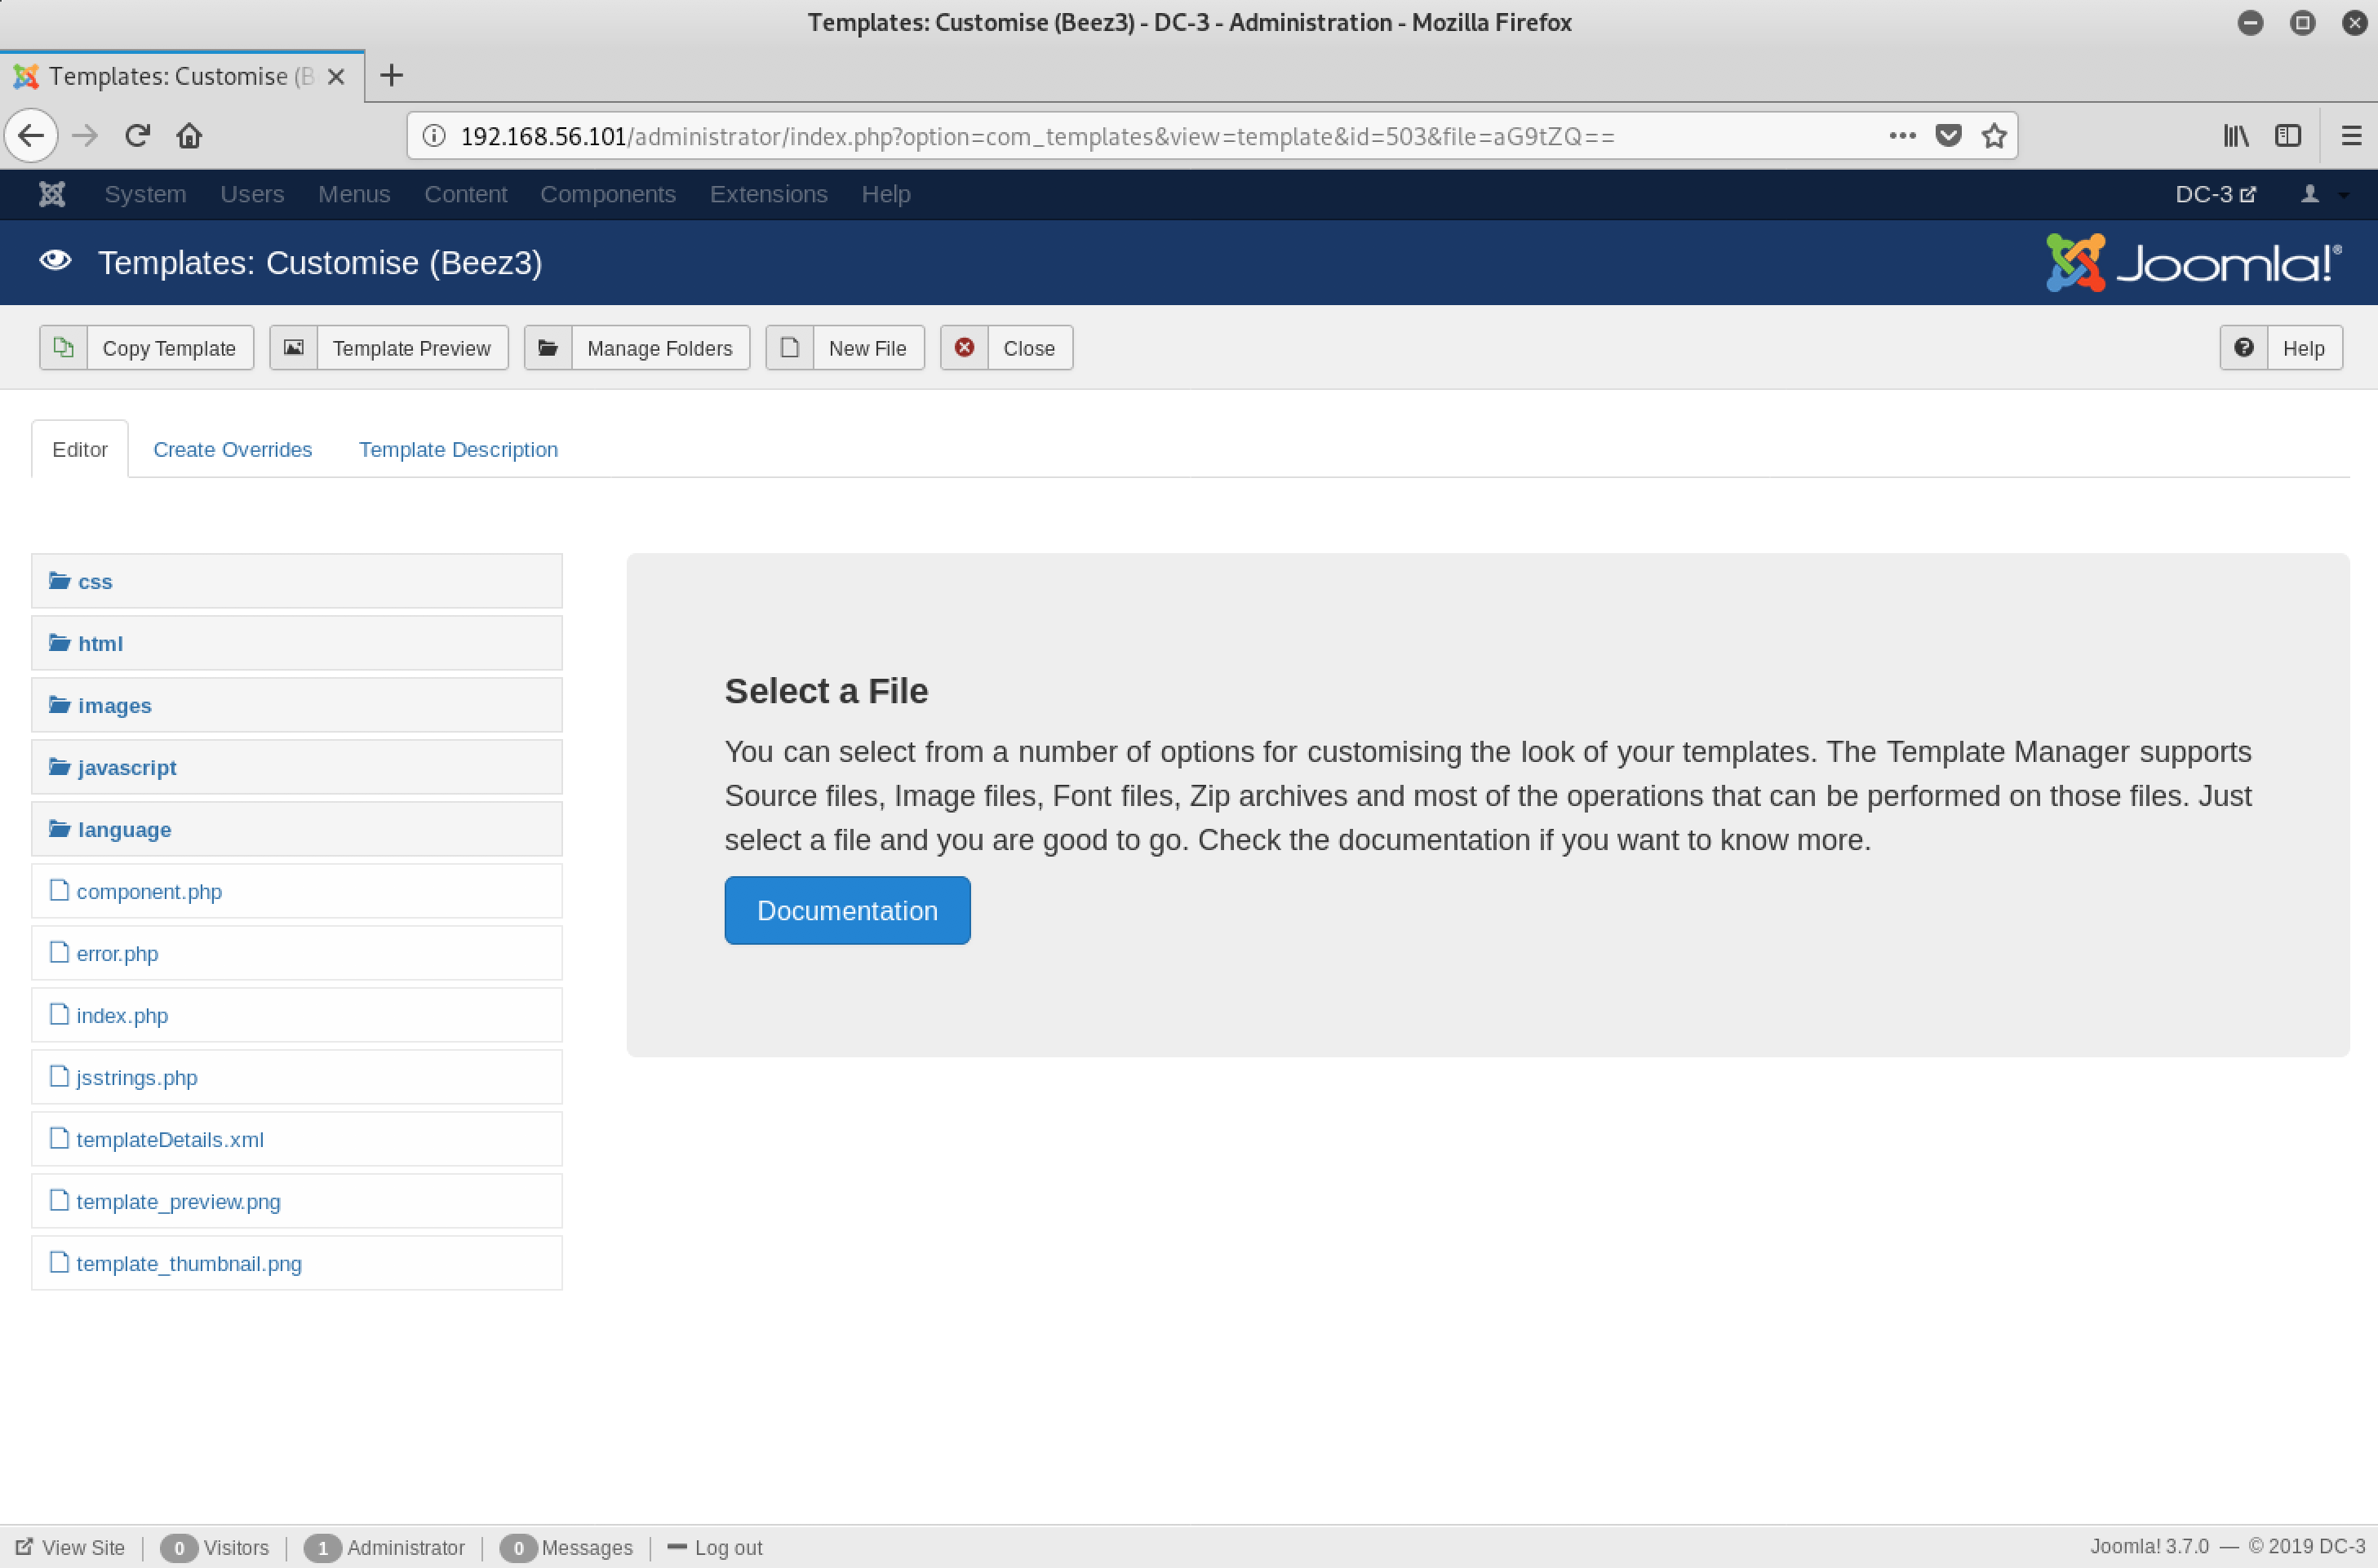 Templates: Customise (Beez3) - DC-3 - Administration - Mozilla Firefox
Templates: Customise (B
192.168.56.101/administrator/index.php?option=com_templates&view=template&id=503&file=aG9tZQ==
System Users Menus Content Components Extensions Help DC-3
Templates: Customise (Beez3) Joomla!®
Copy Template Template Preview Manage Folders New File Close Help
Editor Create Overrides Template Description
css
html
images
javascript
language
component.php
error.php
index.php
jsstrings.php
templateDetails.xml
template_preview.png
template_thumbnail.png
Select a File
You can select from a number of options for customising the look of your templates. The Template Manager supports
Source files, Image files, Font files, Zip archives and most of the operations that can be performed on those files. Just
select a file and you are good to go. Check the documentation if you want to know more.
Documentation
View Site 0 Visitors 1 Administrator 0 Messages Log out Joomla! 3.7.0 — © 2019 DC-3